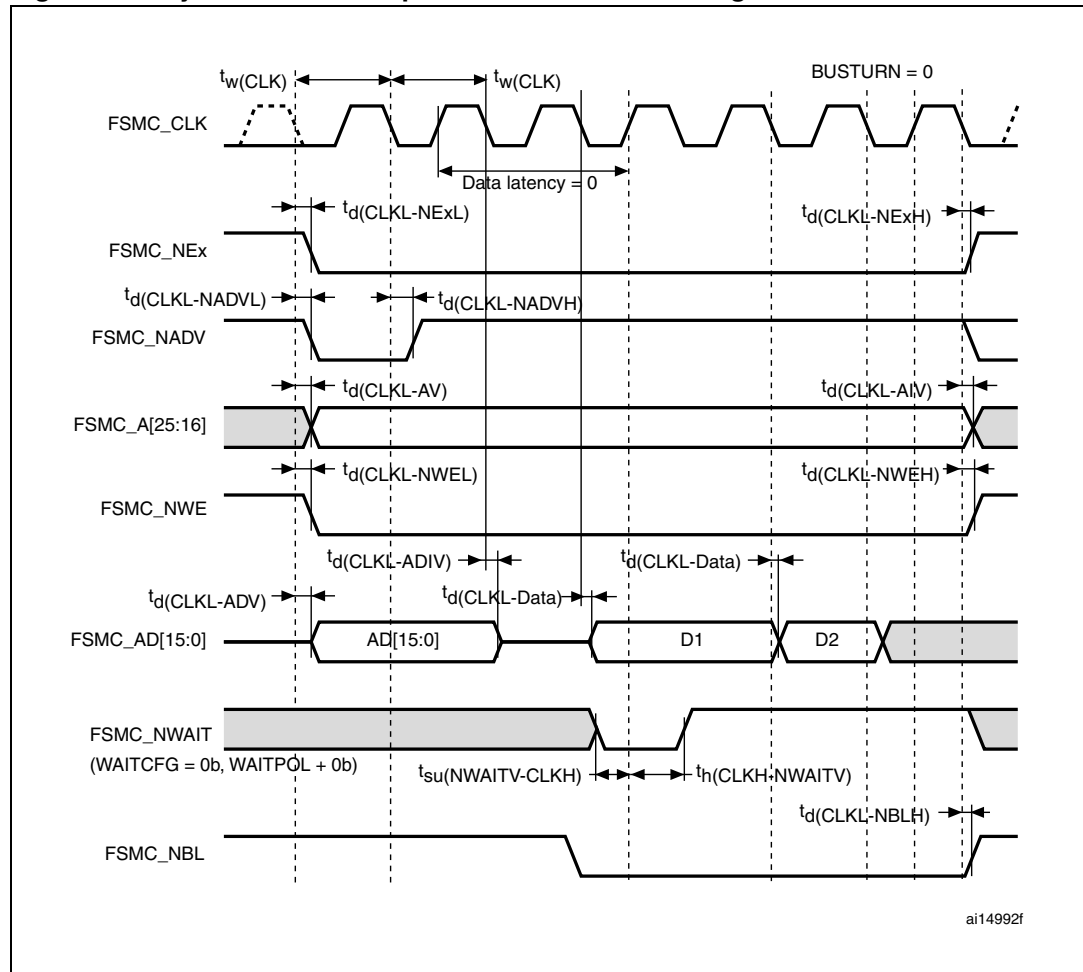 tw(CLK) tw(CLK) BUSTURN = 0
FSMC_CLK
Data latency = 0
td(CLKL-NExL) td(CLKL-NExH)
FSMC_NEx
td(CLKL-NADVL) td(CLKL-NADVH)
FSMC_NADV
td(CLKL-AV) td(CLKL-AIV)
FSMC_A[25:16]
td(CLKL-NWEL) td(CLKL-NWEH)
FSMC_NWE
td(CLKL-ADIV) td(CLKL-Data)
td(CLKL-ADV) td(CLKL-Data)
FSMC_AD[15:0] AD[15:0] D1 D2
FSMC_NWAIT
(WAITCFG = 0b, WAITPOL + 0b) tsu(NWAITV-CLKH) th(CLKH-NWAITV)
td(CLKL-NBLH)
FSMC_NBL
ai14992f